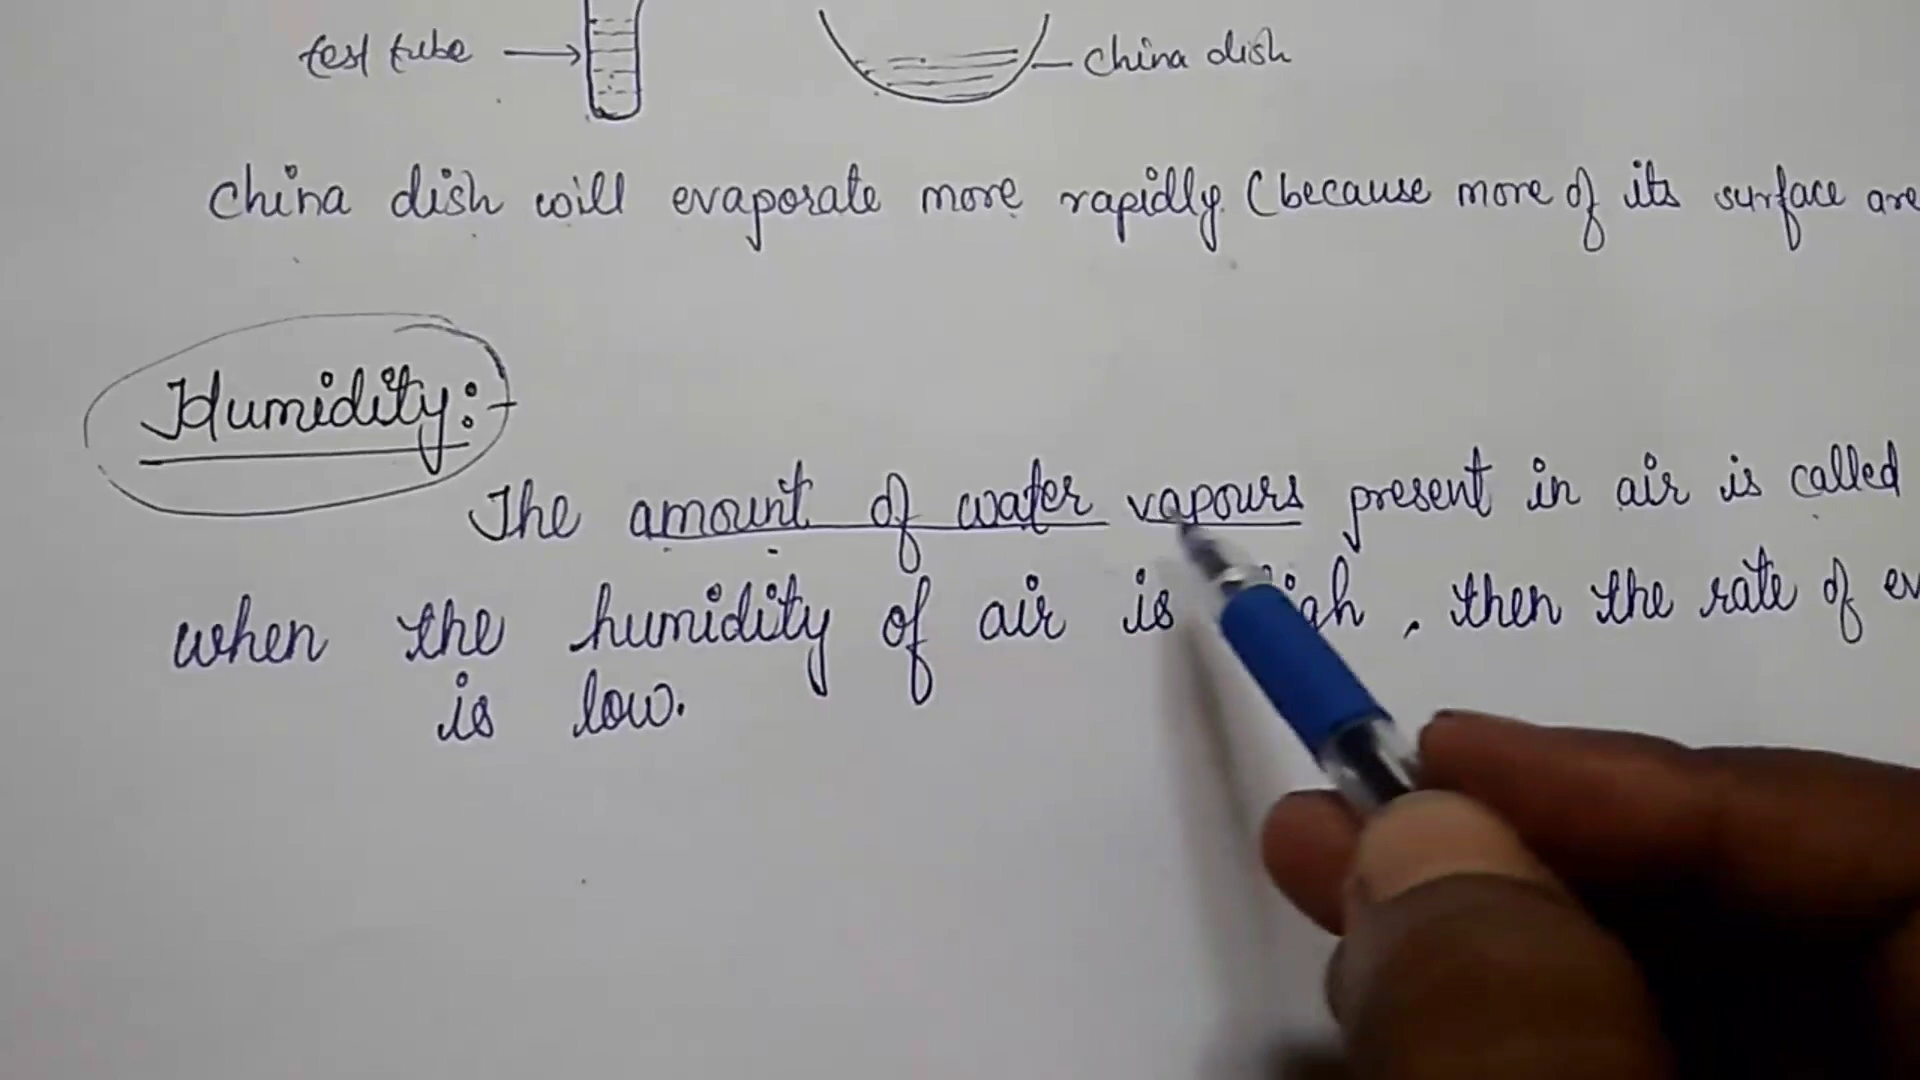 test tube
china dish
china dish will evaporate more rapidly (because more of its surface are
Humidity:-
The amount of water vapours present in air is called
when the humidity of air is high, then the rate of ev
is low.